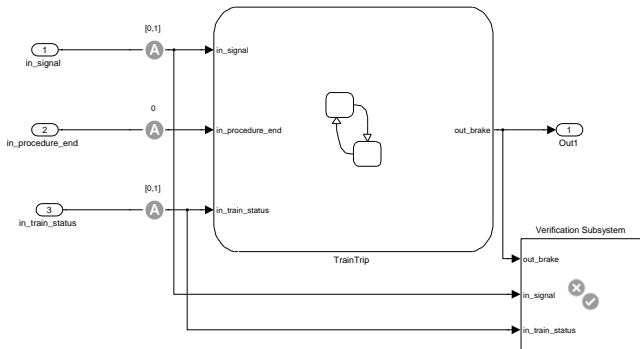 [0,1]
1
A
in_signal
in_signal
0
2
A
in_procedure_end
in_procedure_end
out_brake
1
Out1
[0,1]
3
A
in_train_status
in_train_status
TrainTrip
Verification Subsystem
out_brake
in_signal
in_train_status